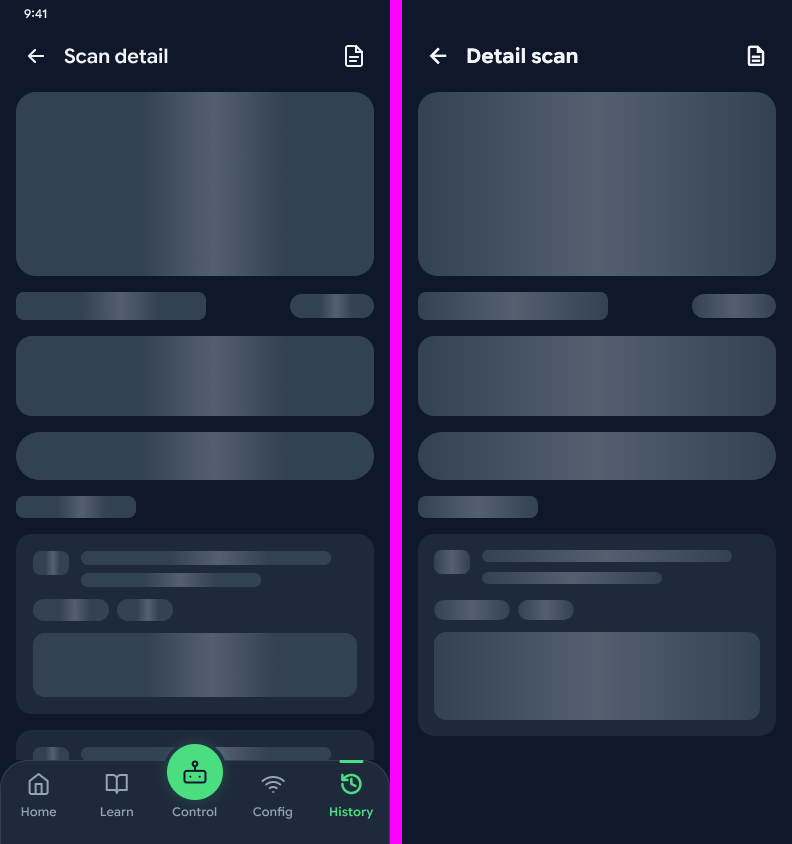 9:41
Scan detail
Detail scan
Home
Learn
Control
Config
History